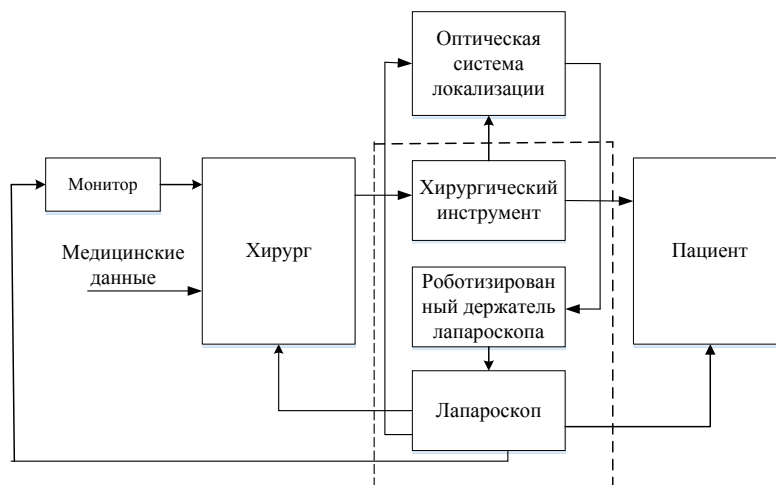 Оптическая
система
локализации
Монитор
Хирургический
инструмент
Хирург
Пациент
Медицинские
данные
Роботизирован
ный держатель
лапароскопа
Лапароскоп